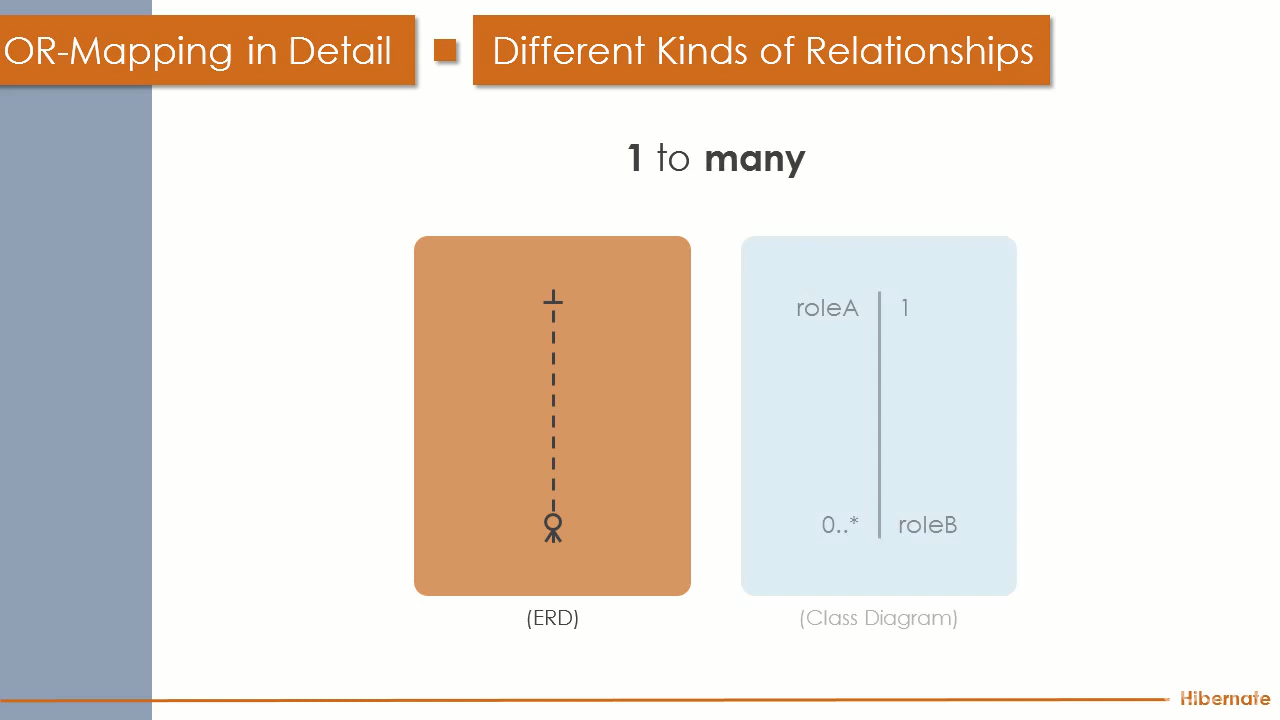 OR-Mapping in Detail
Different Kinds of Relationships
1 to many
roleA 1
0..* roleB
(ERD)
(Class Diagram)
Hibernate